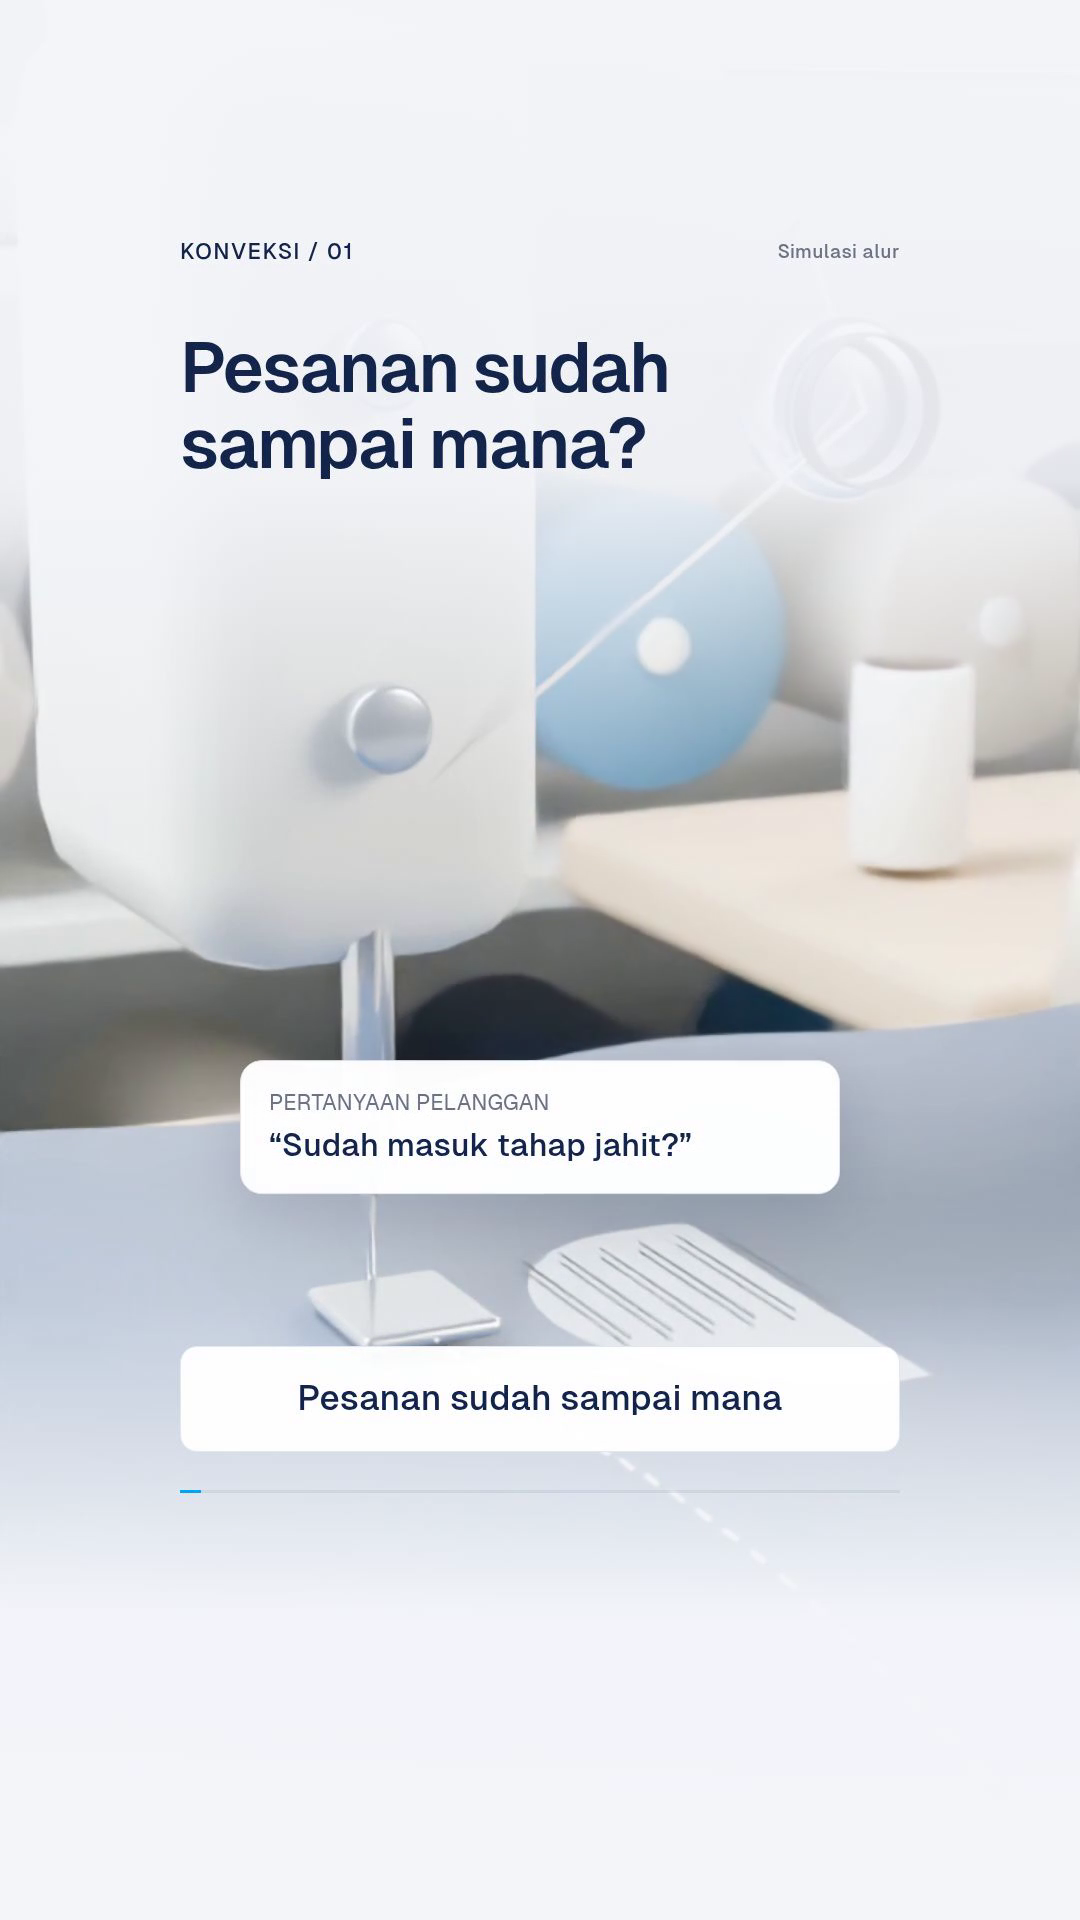 KONVEKSI / 01
Simulasi alur
Pesanan sudah
sampai mana?
PERTANYAAN PELANGGAN
“Sudah masuk tahap jahit?”
Pesanan sudah sampai mana